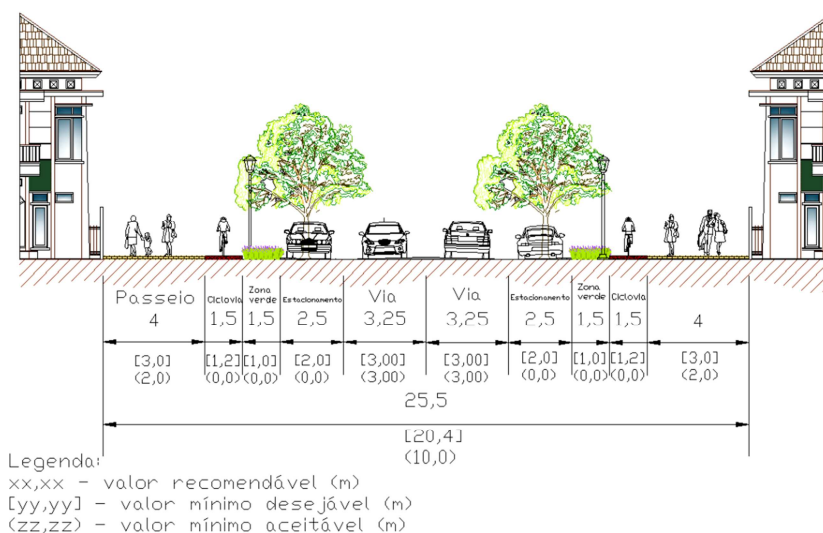 Passeio Ciclovia Zona verde Estacionamento Via Via Estacionamento Zona verde Ciclovia
4 1,5 1,5 2,5 3,25 3,25 2,5 1,5 1,5 4
[3,0] [1,2] [1,0] [2,0] [3,00] [3,00] [2,0] [1,0] [1,2] [3,0]
(2,0) (0,0) (0,0) (0,0) (3,00) (3,00) (0,0) (0,0) (0,0) (2,0)
25,5
[20,4]
(10,0)
Legenda:
xx,xx - valor recomendável (m)
[yy,yy] - valor mínimo desejável (m)
(zz,zz) - valor mínimo aceitável (m)